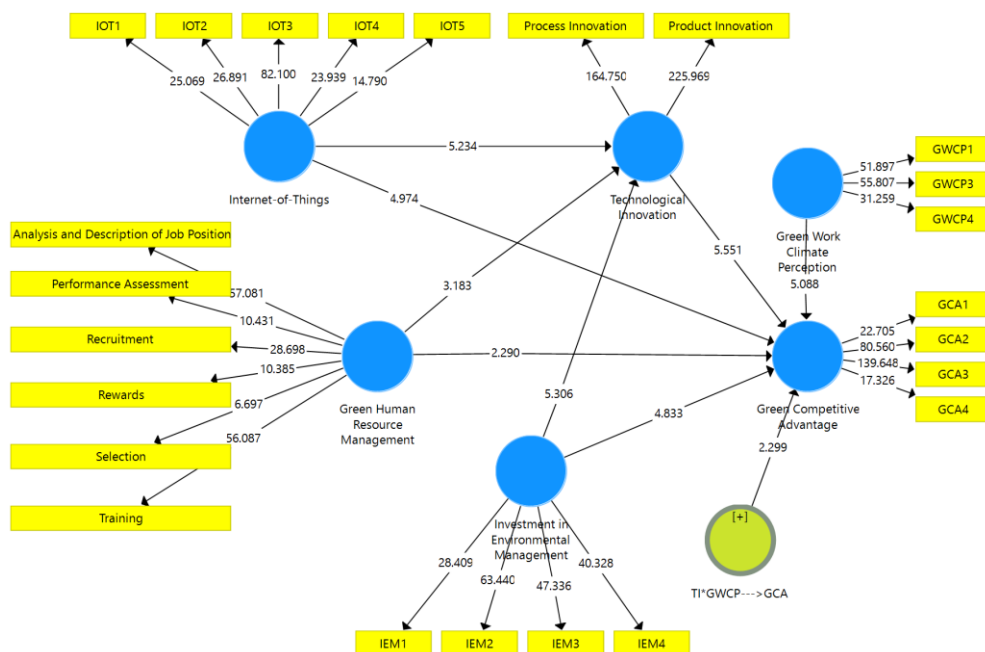 IOT1 IOT2 IOT3 IOT4 IOT5 Process Innovation Product Innovation
25.069 26.891 82.100 23.939 14.790 164.750 225.969
Internet-of-Things
5.234
4.974
Technological
Innovation
GWCP1
GWCP3
GWCP4
51.897
55.807
31.259
Green Work
Climate
Perception
5.088
5.551
Analysis and Description of Job Position
Performance Assessment
Recruitment
Rewards
Selection
Training
57.081
10.431
28.698
10.385
6.697
56.087
Green Human
Resource
Management
3.183
2.290
5.306
4.833
GCA1
GCA2
GCA3
GCA4
22.705
80.560
139.648
17.326
Green Competitive
Advantage
2.299
[+]
TI*GWCP--->GCA
Investment in
Environmental
Management
28.409 63.440 47.336 40.328
IEM1 IEM2 IEM3 IEM4